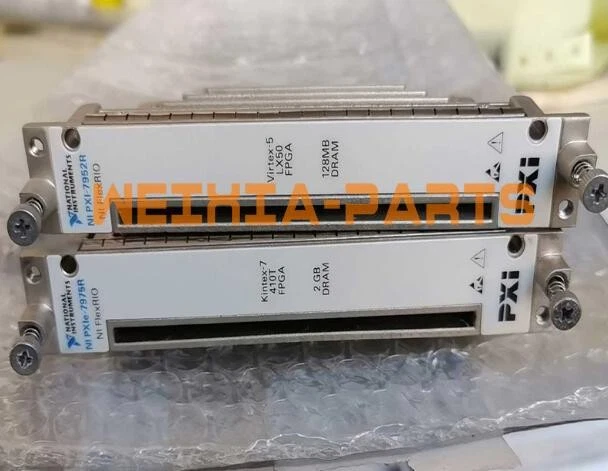 NATIONAL
INSTRUMENTS
NI PXI-7952R
NI FlexRIO
Virtex-5
LX50
FPGA
128MB
DRAM
PXI
NEIHIA-PARTS
NATIONAL
INSTRUMENTS
NI PXIe-7975R
NI FlexRIO
Kintex-7
410T
FPGA
2 GB
DRAM
PXI